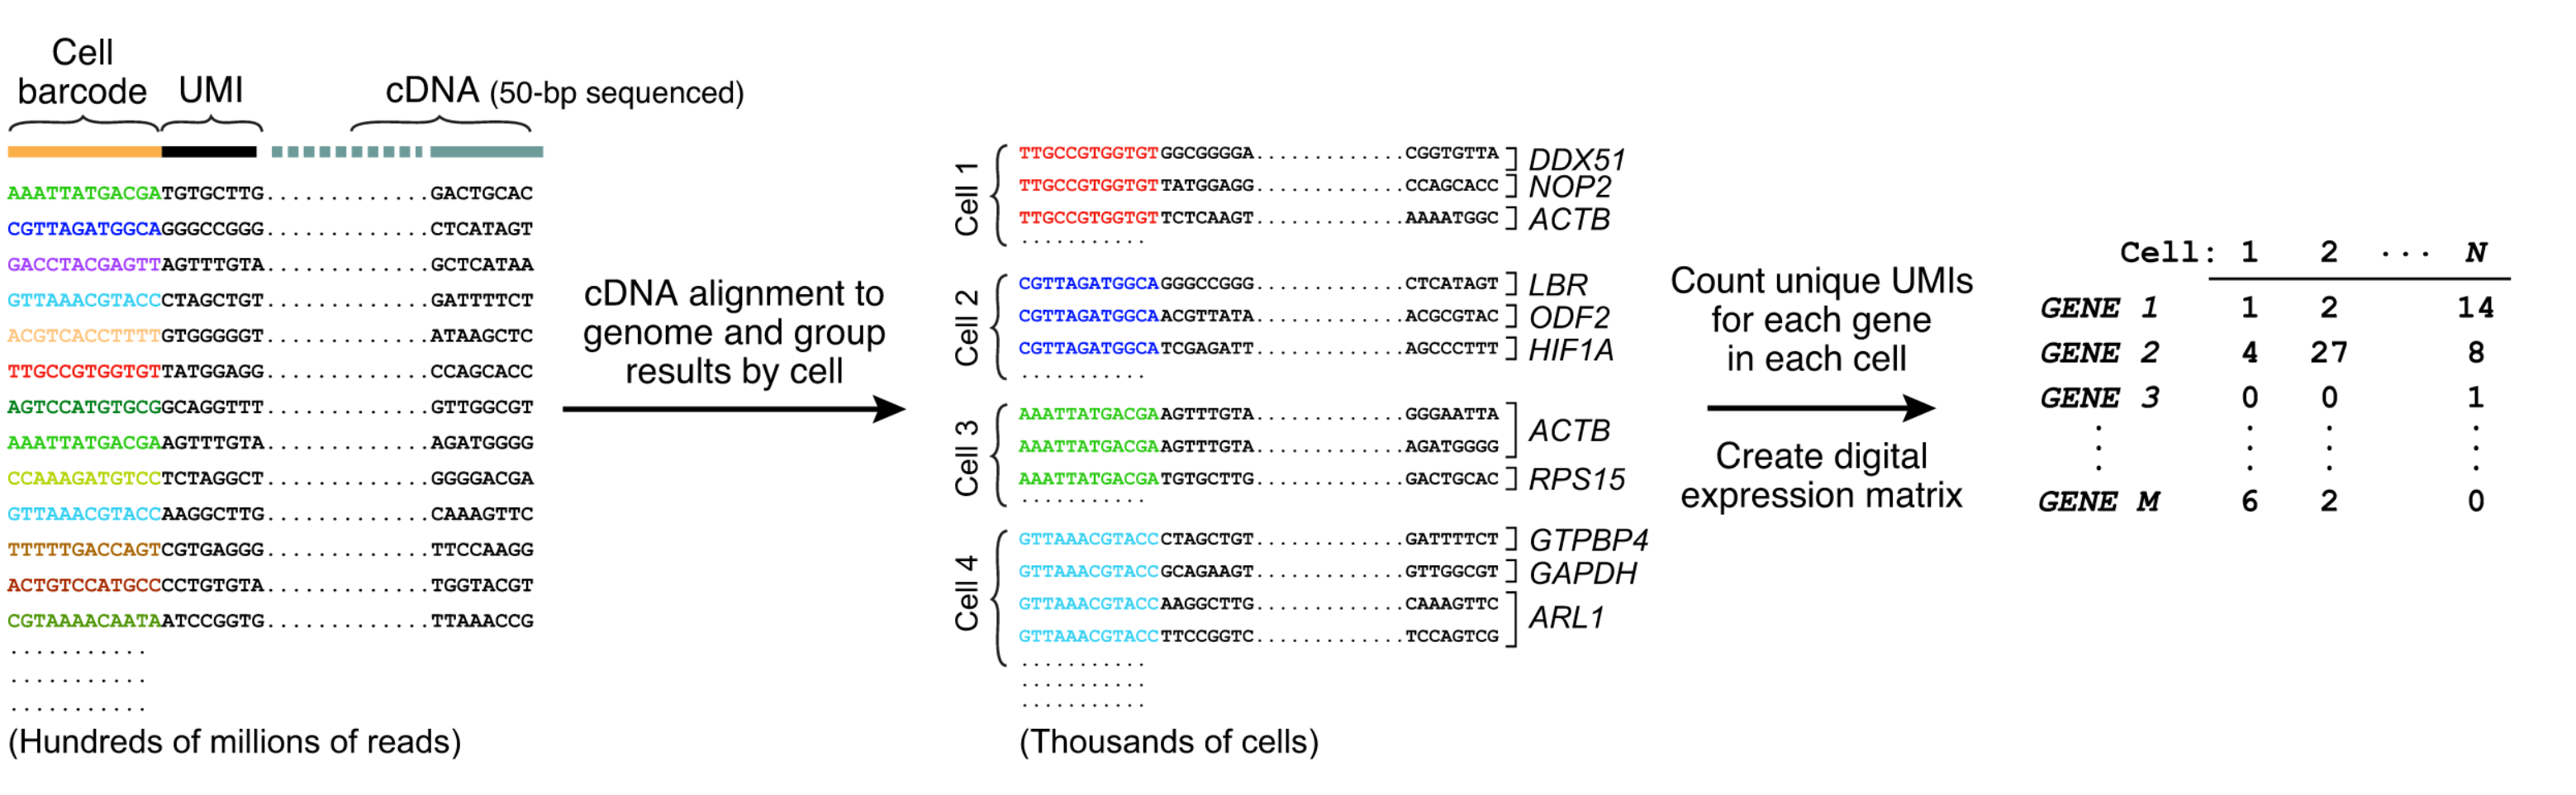 Cell
barcode UMI cDNA (50-bp sequenced)
AAATTATGACGATGTGCTTG.............GACTGCAC
CGTTAGATGGCAGGGCCGGG.............CTCATAGT
GACCTACGAGTTAGTTTGTA.............GCTCATAA
GTTAAACGTACCCTAGCTGT.............GATTTTCT
ACGTCACCTTTTGTGGGGGT.............ATAAGCTC
TTGCCGTGGTGTTATGGAGG.............CCAGCACC
AGTCCATGTGCGGCAGGTTT.............GTTGGCGT
AAATTATGACGAAGTTTGTA.............AGATGGGG
CCAAAGATGTCCTCTAGGCT.............GGGGACGA
GTTAAACGTACCAAGGCTTG.............CAAAGTTC
TTTTTGACCAGTCGTGAGGG.............TTCCAAGG
ACTGTCCATGCCCCTGTGTA.............TGGTACGT
CGTAAAACAATAATCCGGTG.............TTAAACCG
...........
...........
...........
(Hundreds of millions of reads)
cDNA alignment to
genome and group
results by cell
Cell 1
TTGCCGTGGTGTGGCGGGGA.............CGGTGTTA DDX51
TTGCCGTGGTGTTATGGAGG.............CCAGCACC NOP2
TTGCCGTGGTGTTCTCAAGT.............AAAATGGC ACTB
...........
Cell 2
CGTTAGATGGCAGGGCCGGG.............CTCATAGT LBR
CGTTAGATGGCAACGTTATA.............ACGCGTAC ODF2
CGTTAGATGGCATCGAGATT.............AGCCCTTT HIF1A
...........
Cell 3
AAATTATGACGAAGTTTGTA.............GGGAATTA
ACTB
AAATTATGACGAAGTTTGTA.............AGATGGGG
AAATTATGACGATGTGCTTG.............GACTGCAC RPS15
...........
Cell 4
GTTAAACGTACCCTAGCTGT.............GATTTTCT GTPBP4
GTTAAACGTACCGCAGAAGT.............GTTGGCGT GAPDH
GTTAAACGTACCAAGGCTTG.............CAAAGTTC
ARL1
GTTAAACGTACCTTCCGGTC.............TCCAGTCG
...........
...........
...........
(Thousands of cells)
Count unique UMIs
for each gene
in each cell
Create digital
expression matrix
Cell: 1 2 ... N
GENE 1 1 2 14
GENE 2 4 27 8
GENE 3 0 0 1
. . . .
. . . .
. . . .
GENE M 6 2 0